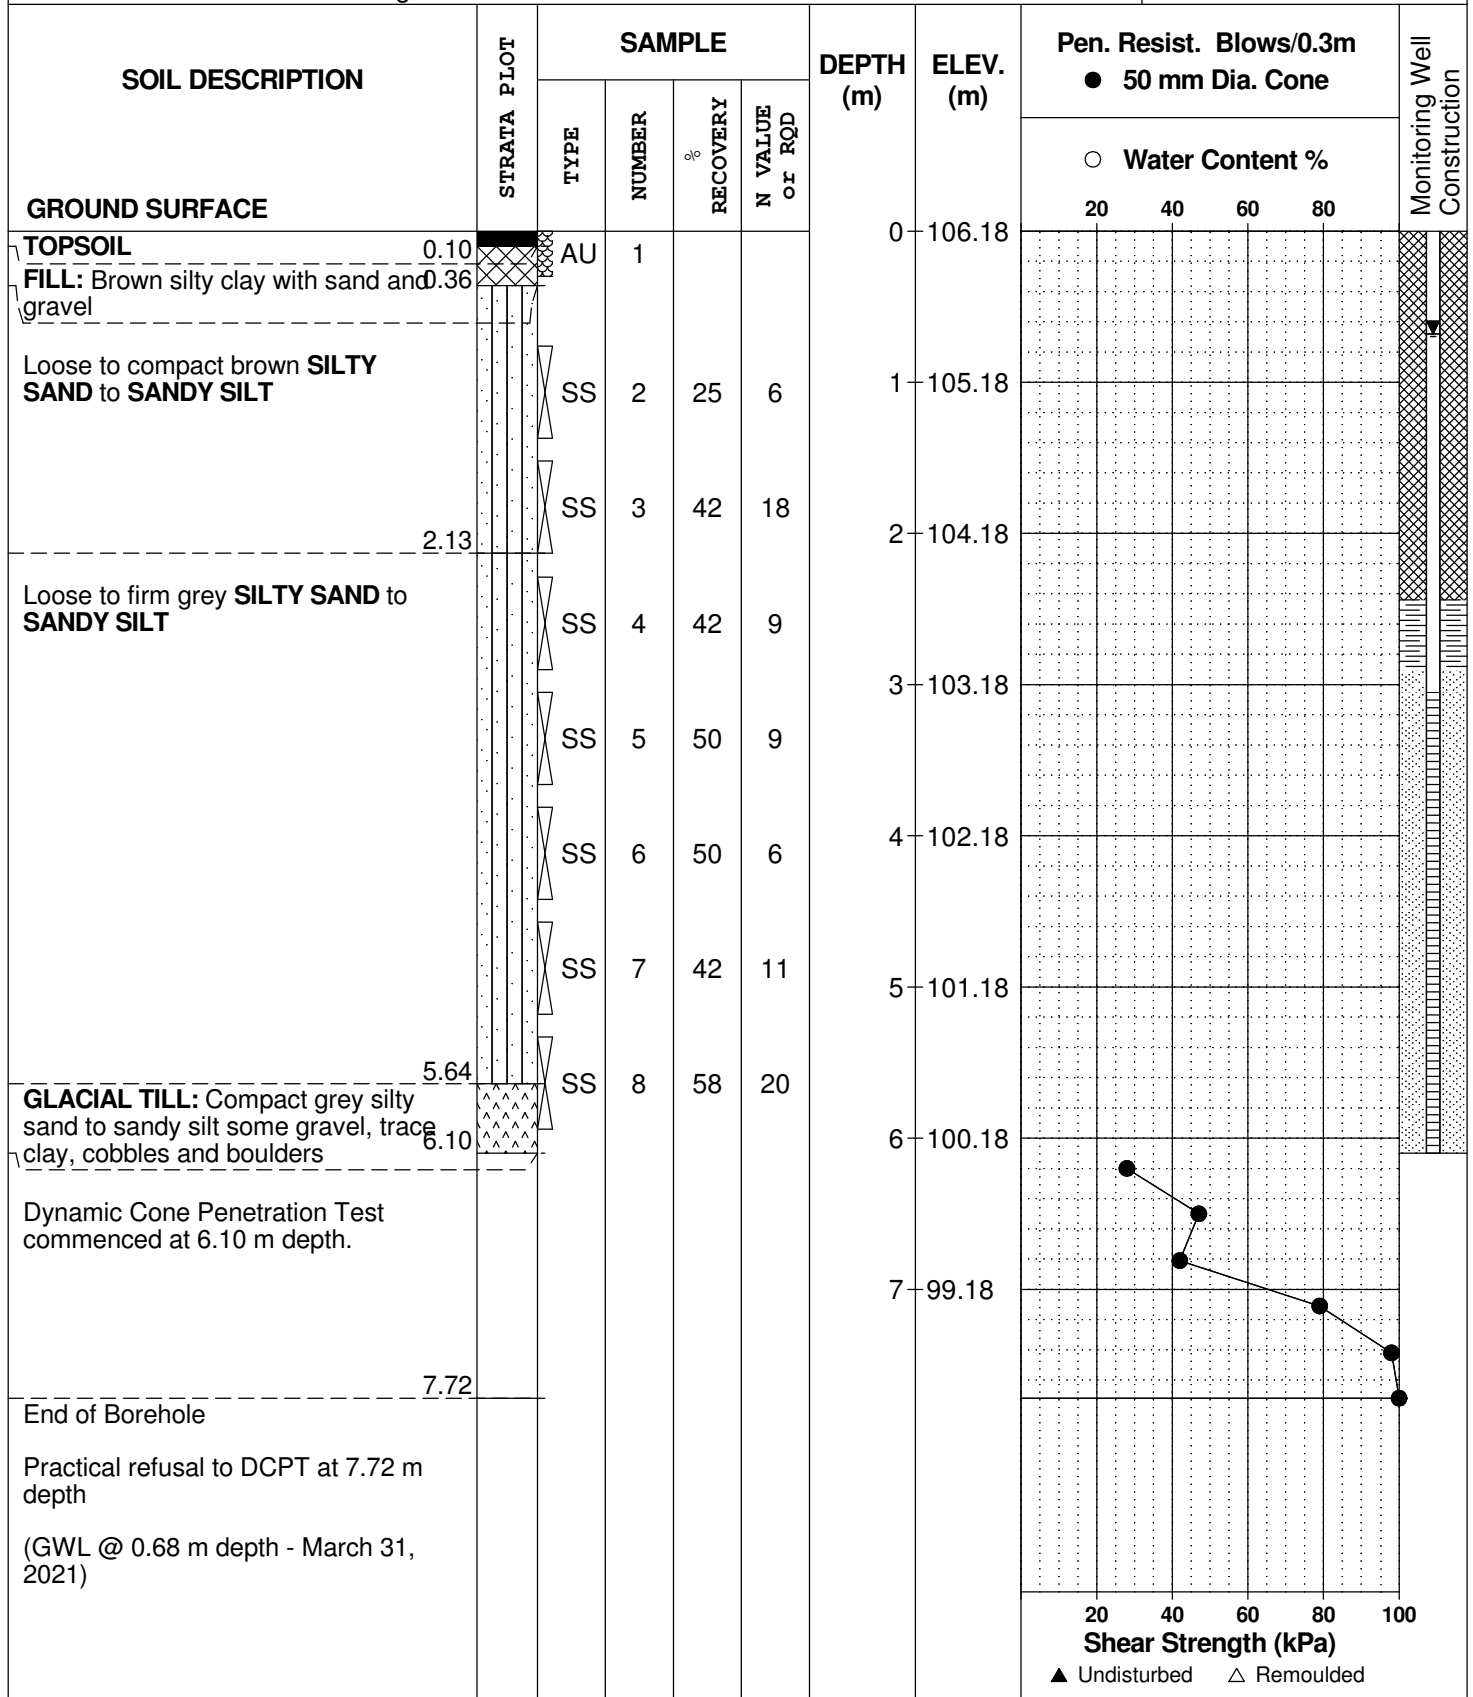 SOIL DESCRIPTION
GROUND SURFACE
STRATA PLOT
SAMPLE
TYPE
NUMBER
%
RECOVERY
N VALUE
or RQD
DEPTH
(m)
ELEV.
(m)
Pen. Resist. Blows/0.3m
● 50 mm Dia. Cone
○ Water Content %
20 40 60 80
Monitoring Well
Construction
0 106.18
TOPSOIL 0.10
AU 1
FILL: Brown silty clay with sand and 0.36
gravel
Loose to compact brown SILTY
SAND to SANDY SILT
1 105.18
SS 2 25 6
SS 3 42 18
2 104.18
2.13
Loose to firm grey SILTY SAND to
SANDY SILT
SS 4 42 9
3 103.18
SS 5 50 9
4 102.18
SS 6 50 6
SS 7 42 11
5 101.18
5.64
SS 8 58 20
GLACIAL TILL: Compact grey silty
sand to sandy silt some gravel, trace
clay, cobbles and boulders 6.10
6 100.18
Dynamic Cone Penetration Test
commenced at 6.10 m depth.
7 99.18
7.72
End of Borehole
Practical refusal to DCPT at 7.72 m
depth
(GWL @ 0.68 m depth - March 31,
2021)
20 40 60 80 100
Shear Strength (kPa)
▲ Undisturbed △ Remoulded